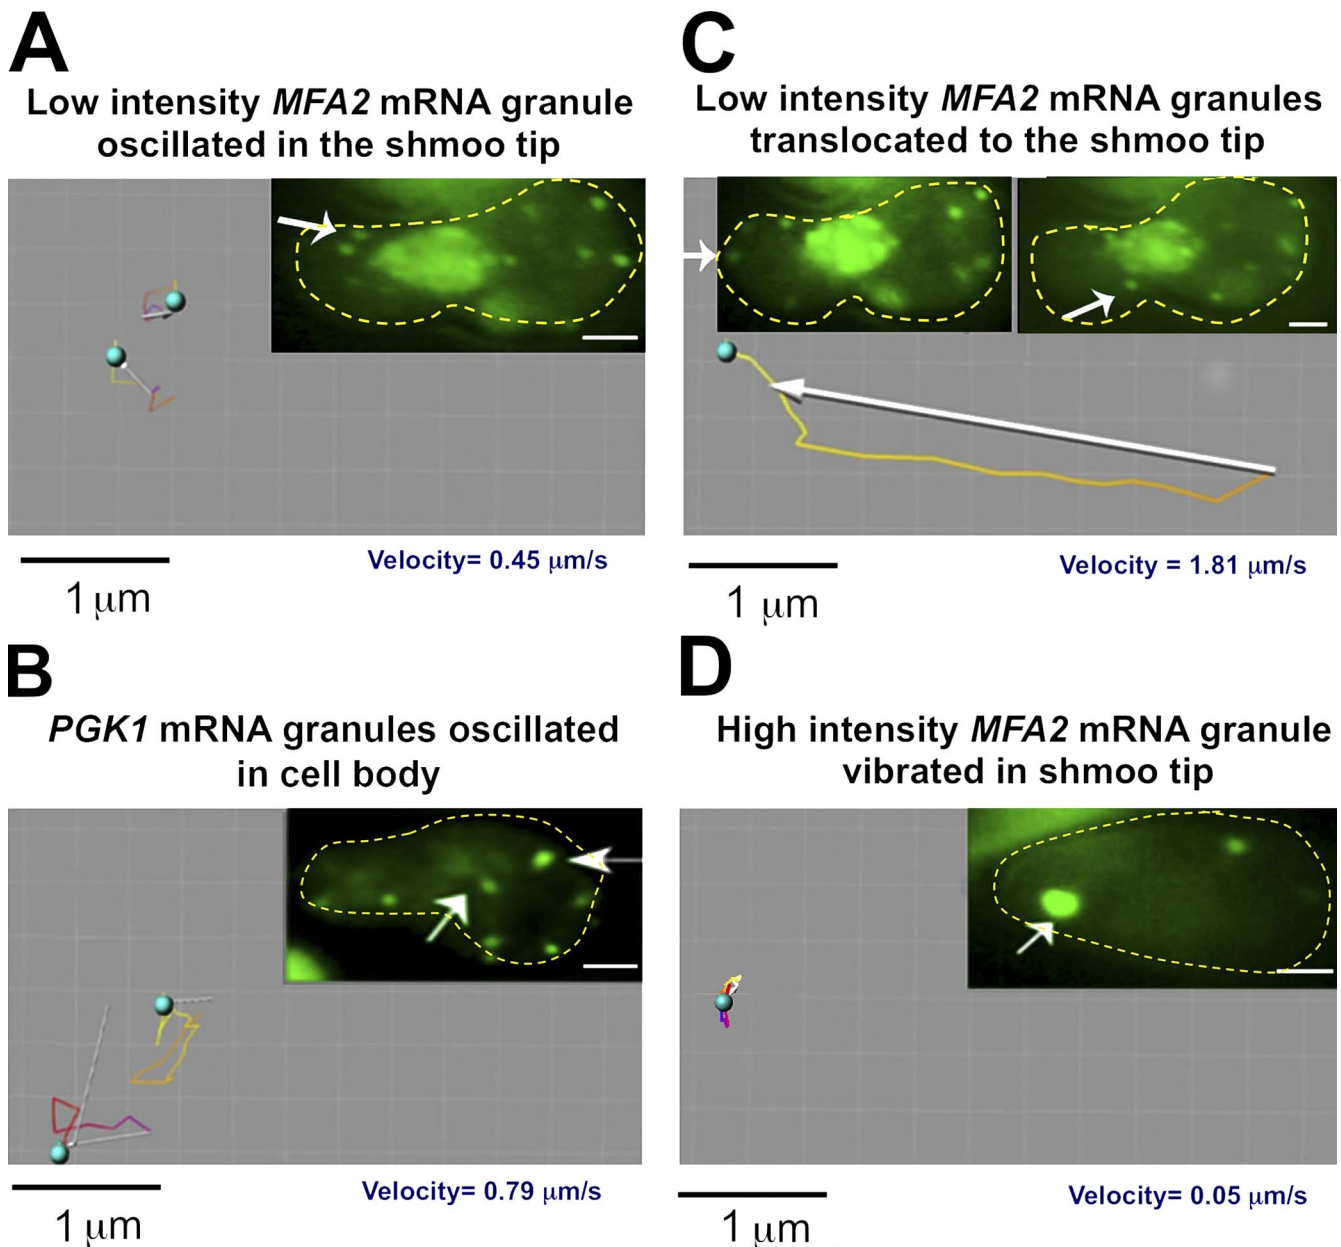 A
Low intensity MFA2 mRNA granule
oscillated in the shmoo tip
Velocity= 0.45 μm/s
1 μm
C
Low intensity MFA2 mRNA granules
translocated to the shmoo tip
Velocity = 1.81 μm/s
1 μm
B
PGK1 mRNA granules oscillated
in cell body
Velocity= 0.79 μm/s
1 μm
D
High intensity MFA2 mRNA granule
vibrated in shmoo tip
Velocity= 0.05 μm/s
1 μm